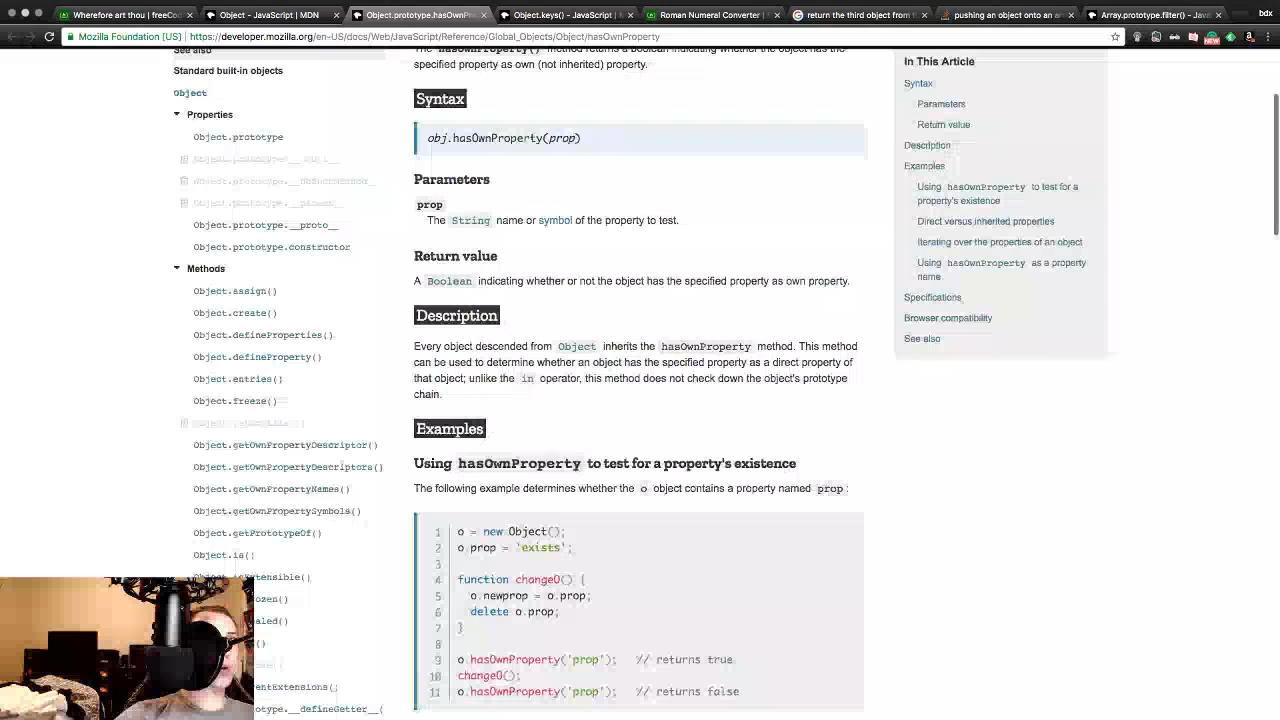 Wherefore art thou | freeCo
Object - JavaScript | MDN
Object.prototype.hasOwnPrope
Object.keys() - JavaScript | M
Roman Numeral Converter |
return the third object from
pushing an object onto an ar
Array.prototype.filter() - Java
bdx
Mozilla Foundation [US]
https://developer.mozilla.org/en-US/docs/Web/JavaScript/Reference/Global_Objects/Object/hasOwnProperty
NEW
See also
Standard built-in objects
Object
Properties
Object.prototype
Object.prototype.__proto__
Object.prototype.constructor
Methods
Object.assign()
Object.create()
Object.defineProperties()
Object.defineProperty()
Object.entries()
Object.freeze()
Object.getOwnPropertyDescriptor()
Object.getOwnPropertyDescriptors()
Object.getOwnPropertyNames()
Object.getOwnPropertySymbols()
Object.getPrototypeOf()
Object.is()
Extensible()
ozen()
aled()
()
entExtensions()
otype.__defineGetter__(
The hasOwnProperty() method returns a boolean indicating whether the object has the
specified property as own (not inherited) property.
Syntax
obj.hasOwnProperty(prop)
Parameters
prop
The String name or symbol of the property to test.
Return value
A Boolean indicating whether or not the object has the specified property as own property.
Description
Every object descended from Object inherits the hasOwnProperty method. This method
can be used to determine whether an object has the specified property as a direct property of
that object; unlike the in operator, this method does not check down the object's prototype
chain.
Examples
Using hasOwnProperty to test for a property's existence
The following example determines whether the o object contains a property named prop :
1 o = new Object();
2 o.prop = 'exists';
3
4 function changeO() {
5 o.newprop = o.prop;
6 delete o.prop;
7 }
8
9 o.hasOwnProperty('prop'); // returns true
10 changeO();
11 o.hasOwnProperty('prop'); // returns false
In This Article
Syntax
Parameters
Return value
Description
Examples
Using hasOwnProperty to test for a
property's existence
Direct versus inherited properties
Iterating over the properties of an object
Using hasOwnProperty as a property
name
Specifications
Browser compatibility
See also